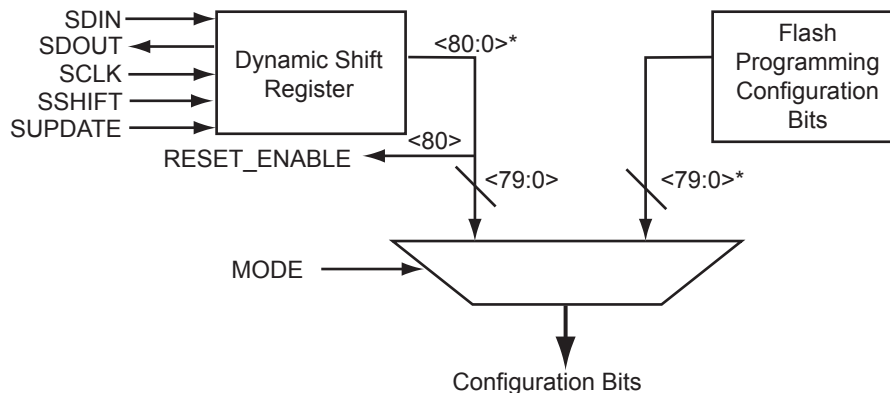 SDIN
SDOUT
SCLK
SSHIFT
SUPDATE
Dynamic Shift
Register
<80:0>*
Flash
Programming
Configuration
Bits
<80>
RESET_ENABLE
<79:0>
<79:0>*
MODE
Configuration Bits